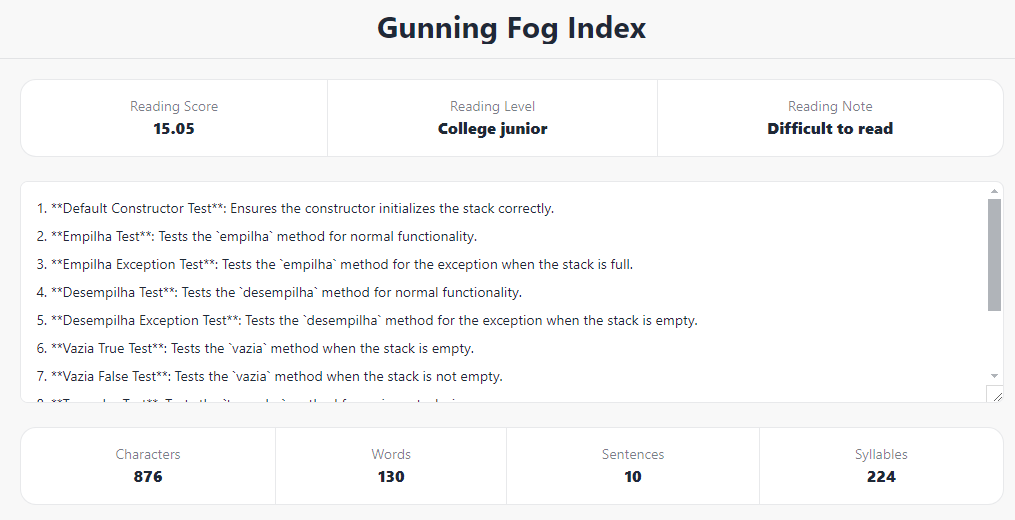 Gunning Fog Index
Reading Score
15.05
Reading Level
College junior
Reading Note
Difficult to read
1. **Default Constructor Test**: Ensures the constructor initializes the stack correctly.
2. **Empilha Test**: Tests the `empilha` method for normal functionality.
3. **Empilha Exception Test**: Tests the `empilha` method for the exception when the stack is full.
4. **Desempilha Test**: Tests the `desempilha` method for normal functionality.
5. **Desempilha Exception Test**: Tests the `desempilha` method for the exception when the stack is empty.
6. **Vazia True Test**: Tests the `vazia` method when the stack is empty.
7. **Vazia False Test**: Tests the `vazia` method when the stack is not empty.
Characters
876
Words
130
Sentences
10
Syllables
224